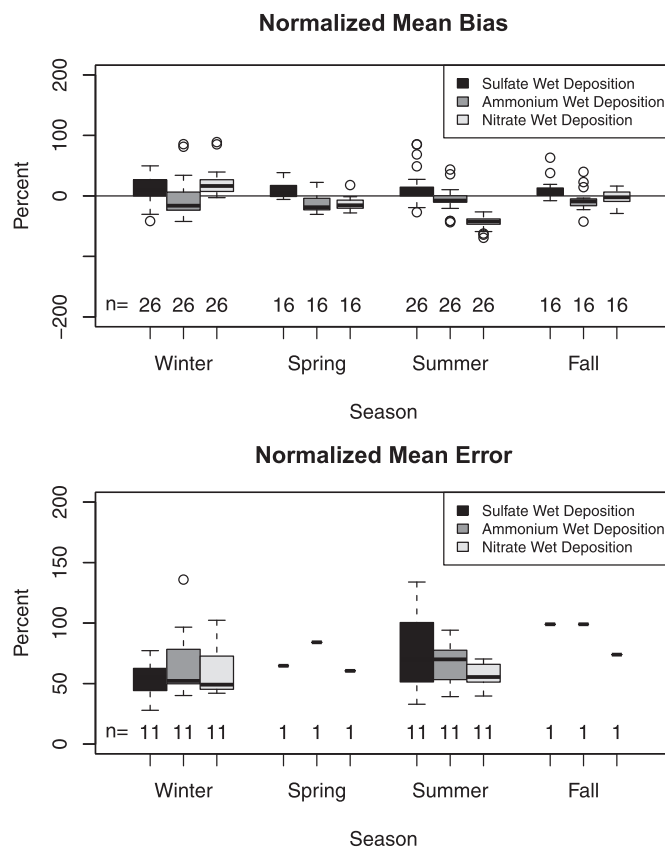 Normalized Mean Bias
Sulfate Wet Deposition
Ammonium Wet Deposition
Nitrate Wet Deposition
200
100
0
−200
Percent
n= 26 26 26 16 16 16 26 26 26 16 16 16
Winter Spring Summer Fall
Season
Normalized Mean Error
Sulfate Wet Deposition
Ammonium Wet Deposition
Nitrate Wet Deposition
200
150
100
50
0
Percent
n= 11 11 11 1 1 1 11 11 11 1 1 1
Winter Spring Summer Fall
Season